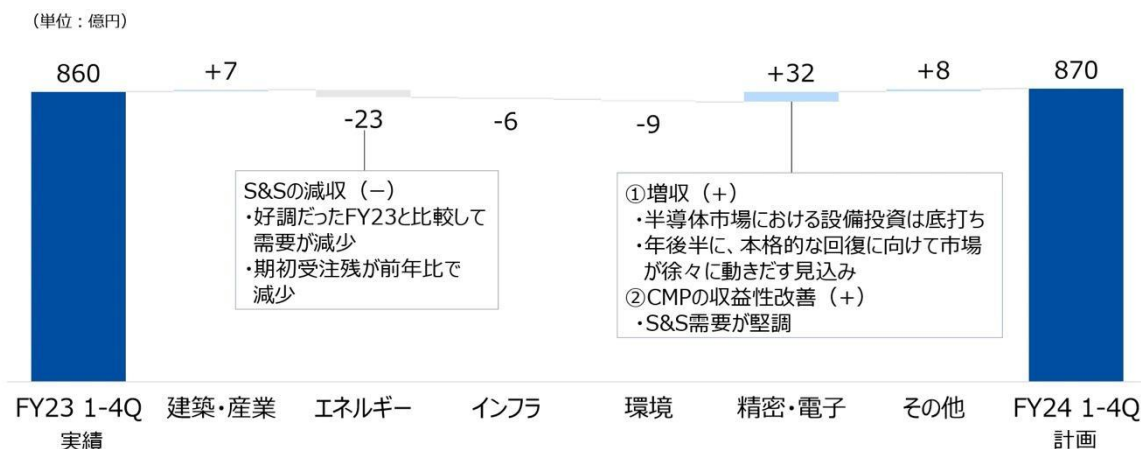 （単位：億円）
860
+7
-23
-6
-9
+32
+8
870
S&Sの減収（－）
・好調だったFY23と比較して
需要が減少
・期初受注残が前年比で
減少
①増収（+）
・半導体市場における設備投資は底打ち
・年後半に、本格的な回復に向けて市場
が徐々に動きだす見込み
②CMPの収益性改善（+）
・S&S需要が堅調
FY23 1-4Q
実績
建築・産業
エネルギー
インフラ
環境
精密・電子
その他
FY24 1-4Q
計画